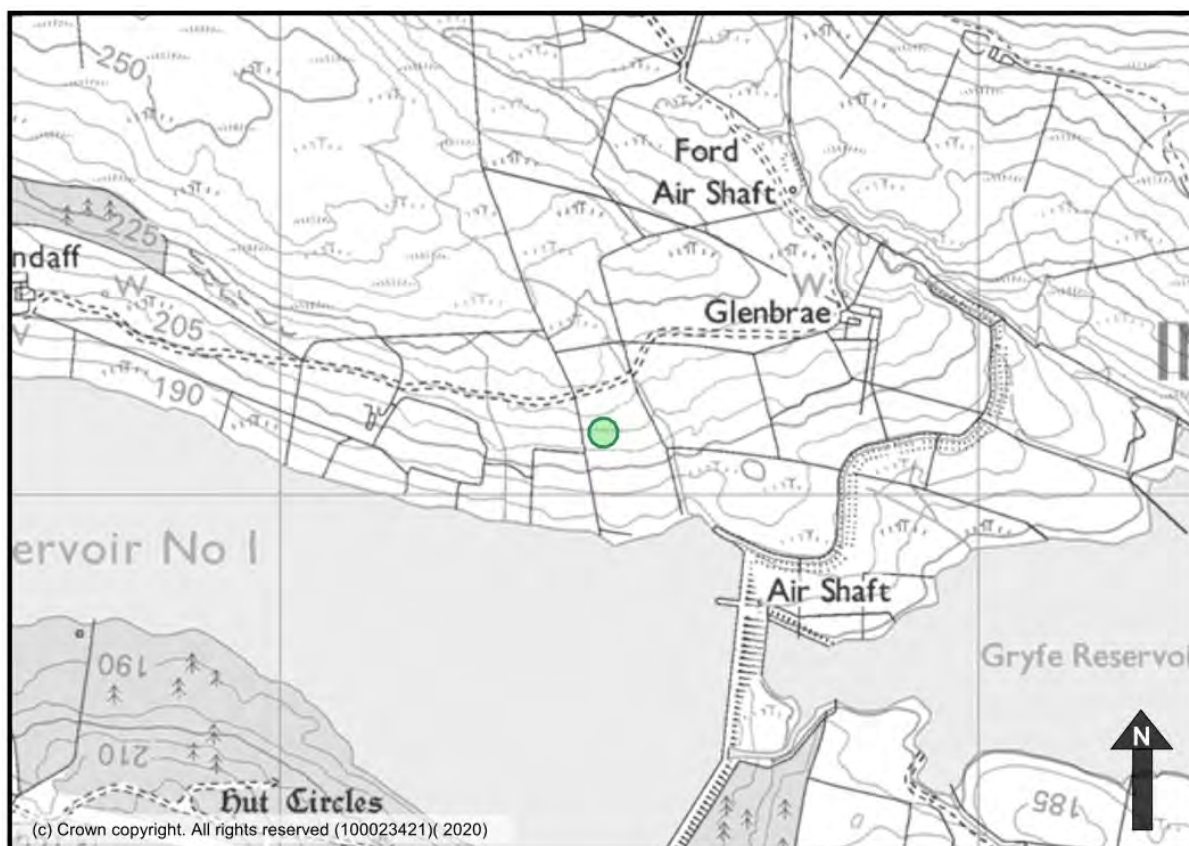 250
Ford
Air Shaft
225
ndaff
W
W
205
Glenbrae
190
ervoir No 1
Air Shaft
190
Gryfe Reservoi
N
210
Hut Circles
185
(c) Crown copyright. All rights reserved (100023421)( 2020)